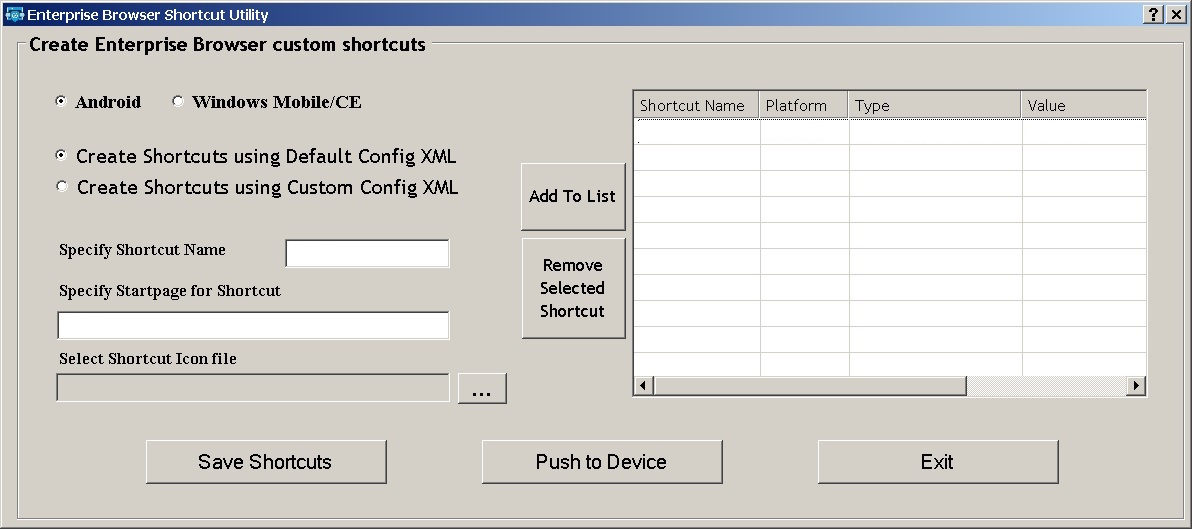 Enterprise Browser Shortcut Utility
Create Enterprise Browser custom shortcuts
Android Windows Mobile/CE
Create Shortcuts using Default Config XML
Create Shortcuts using Custom Config XML
Specify Shortcut Name
Specify Startpage for Shortcut
Select Shortcut Icon file
...
Add To List
Remove
Selected
Shortcut
Shortcut Name Platform Type Value
Save Shortcuts Push to Device Exit